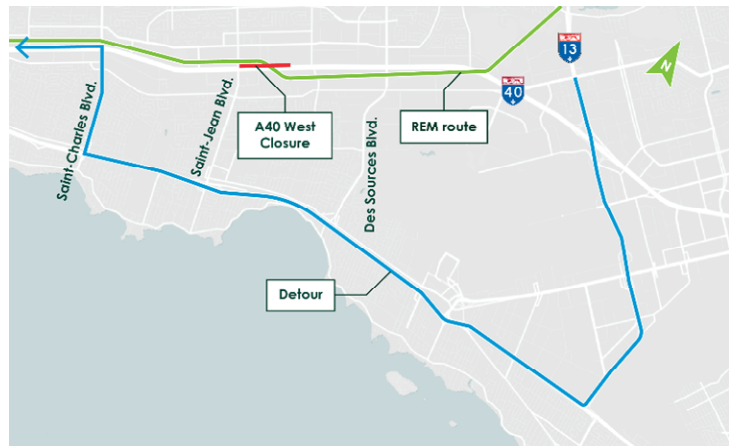 13
N
40
A40 West
Closure
REM route
Saint-Charles Blvd.
Saint-Jean Blvd.
Des Sources Blvd.
Detour